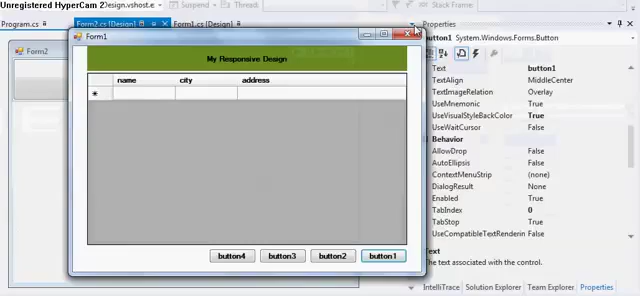 Unregistered HyperCam 2
Design.vshost.e
Suspend
Thread:
Stack Frame:
Program.cs
Form2.cs [Design]
Form1.cs [Design]
Properties
Form1
button1 System.Windows.Forms.Button
Form2
My Responsive Design
name city address
button4 button3 button2 button1
Text button1
TextAlign MiddleCenter
TextImageRelation Overlay
UseMnemonic True
UseVisualStyleBackColor True
UseWaitCursor False
Behavior
AllowDrop False
AutoEllipsis False
ContextMenuStrip (none)
DialogResult None
Enabled True
TabIndex 0
TabStop True
UseCompatibleTextRenderin False
Text
The text associated with the control.
IntelliTrace Solution Explorer Team Explorer Properties